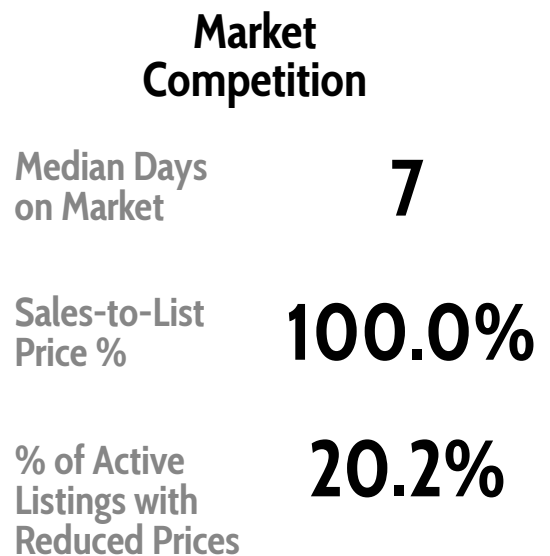 Market
Competition
Median Days
on Market
7
Sales-to-List
Price %
100.0%
% of Active
Listings with
Reduced Prices
20.2%